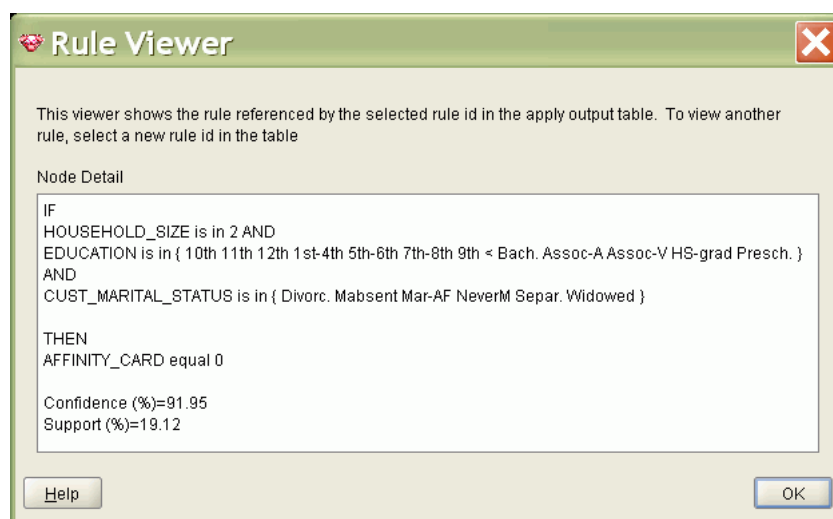 Rule Viewer
This viewer shows the rule referenced by the selected rule id in the apply output table. To view another
rule, select a new rule id in the table
Node Detail
IF
HOUSEHOLD_SIZE is in 2 AND
EDUCATION is in { 10th 11th 12th 1st-4th 5th-6th 7th-8th 9th < Bach. Assoc-A Assoc-V HS-grad Presch. }
AND
CUST_MARITAL_STATUS is in { Divorc. Mabsent Mar-AF NeverM Separ. Widowed }
THEN
AFFINITY_CARD equal 0
Confidence (%)=91.95
Support (%)=19.12
Help
OK